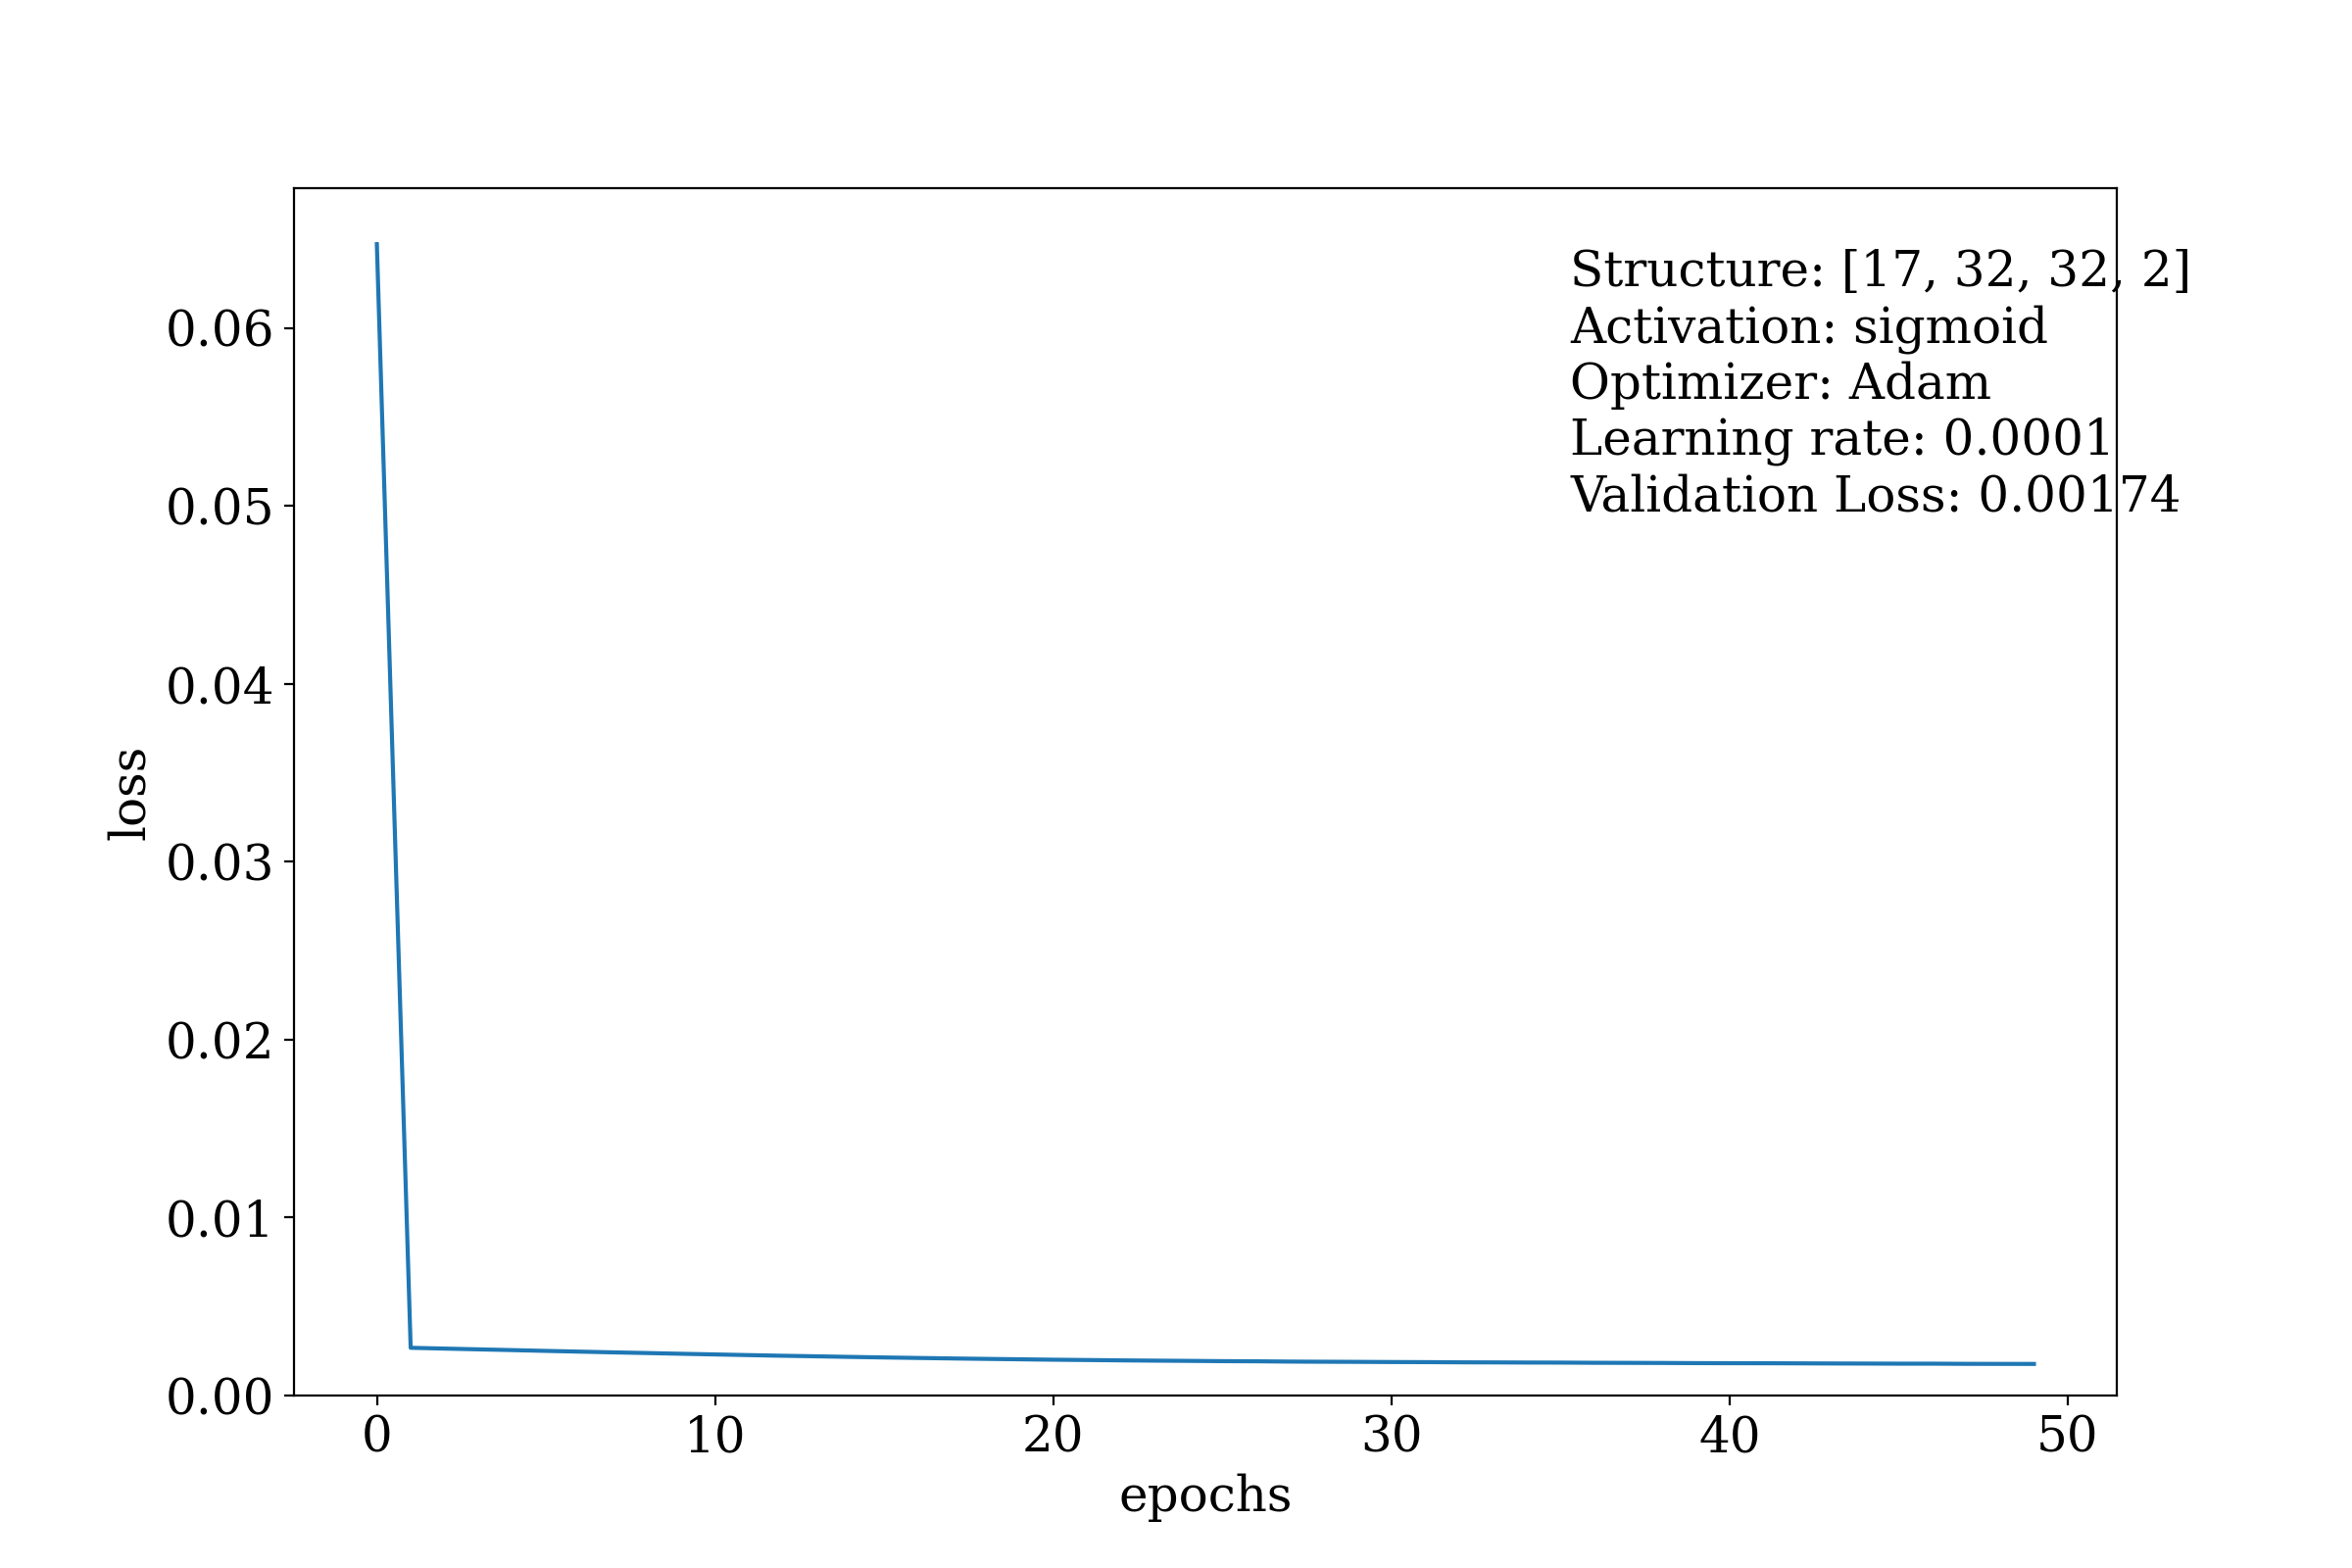 Structure: [17, 32, 32, 2]
Activation: sigmoid
Optimizer: Adam
Learning rate: 0.0001
Validation Loss: 0.00174
0.06
0.05
0.04
0.03
0.02
0.01
0.00
loss
0 10 20 30 40 50
epochs